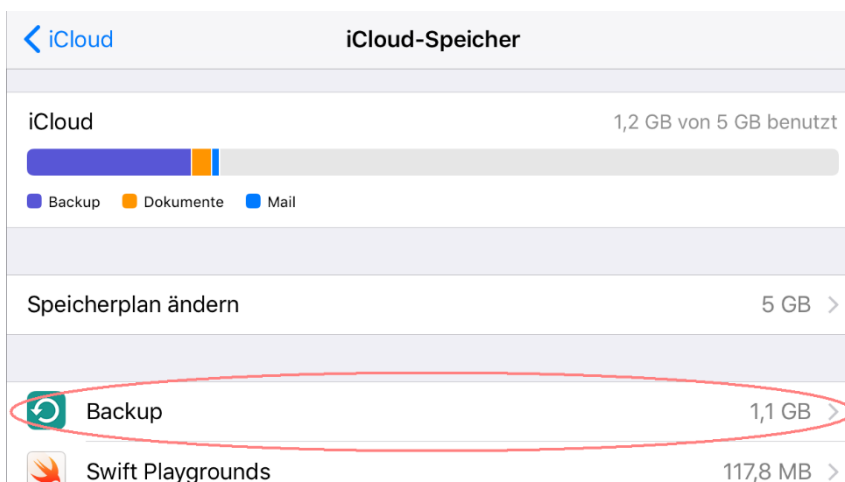 iCloud iCloud-Speicher
iCloud 1,2 GB von 5 GB benutzt
Backup Dokumente Mail
Speicherplan ändern 5 GB
Backup 1,1 GB
Swift Playgrounds 117,8 MB